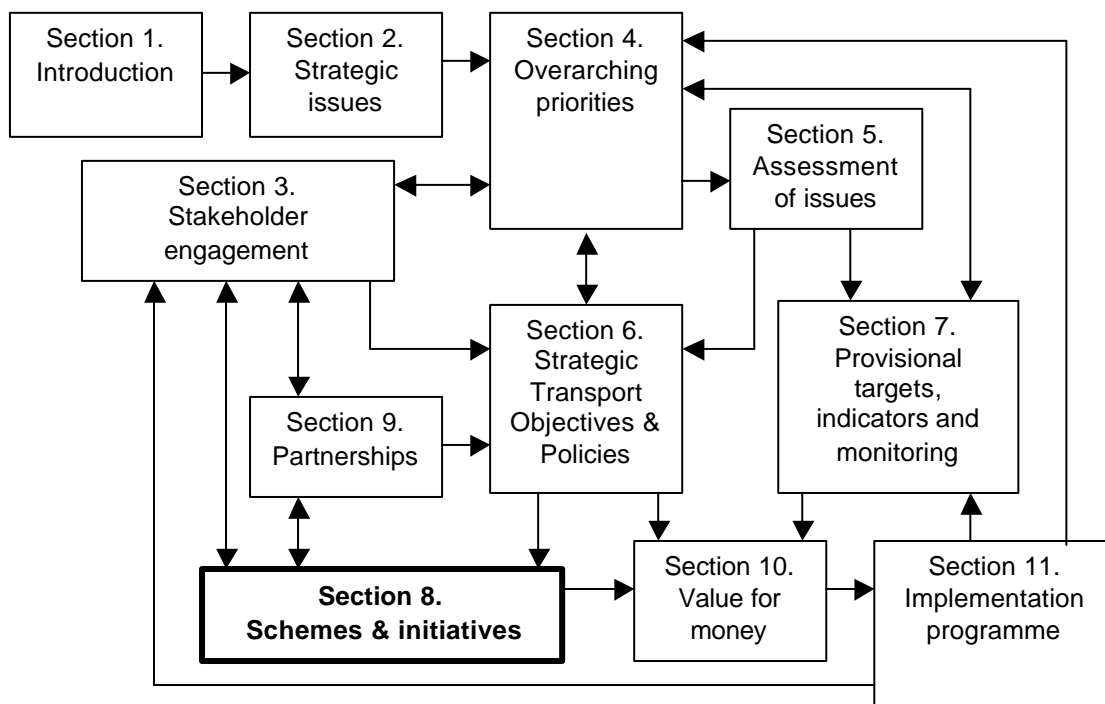 Section 1.
Introduction
Section 2.
Strategic
issues
Section 4.
Overarching
priorities
Section 5.
Assessment
of issues
Section 3.
Stakeholder
engagement
Section 6.
Strategic
Transport
Objectives &
Policies
Section 7.
Provisional
targets,
indicators and
monitoring
Section 9.
Partnerships
Section 8.
Schemes & initiatives
Section 10.
Value for
money
Section 11.
Implementation
programme